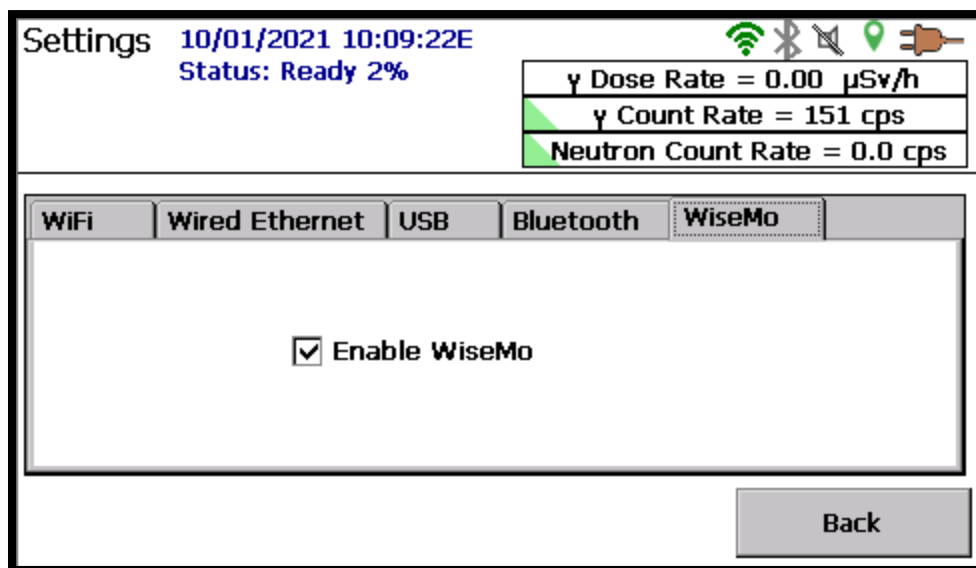 Settings 10/01/2021 10:09:22E
Status: Ready 2%
γ Dose Rate = 0.00 µSv/h
γ Count Rate = 151 cps
Neutron Count Rate = 0.0 cps
WiFi Wired Ethernet USB Bluetooth WiseMo
Enable WiseMo
Back